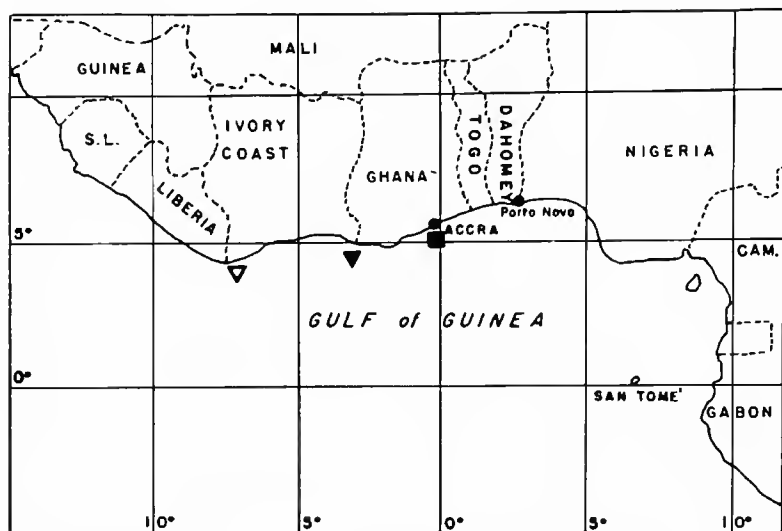 MALI
GUINEA
IVORY
COAST
S.L.
LIBERIA
GHANA
TOGO
DAHOMEY
NIGERIA
Porto Novo
ACCRA
5°
CAM.
GULF of GUINEA
0°
SAN TOME
GABON
10°
5°
0°
5°
10°